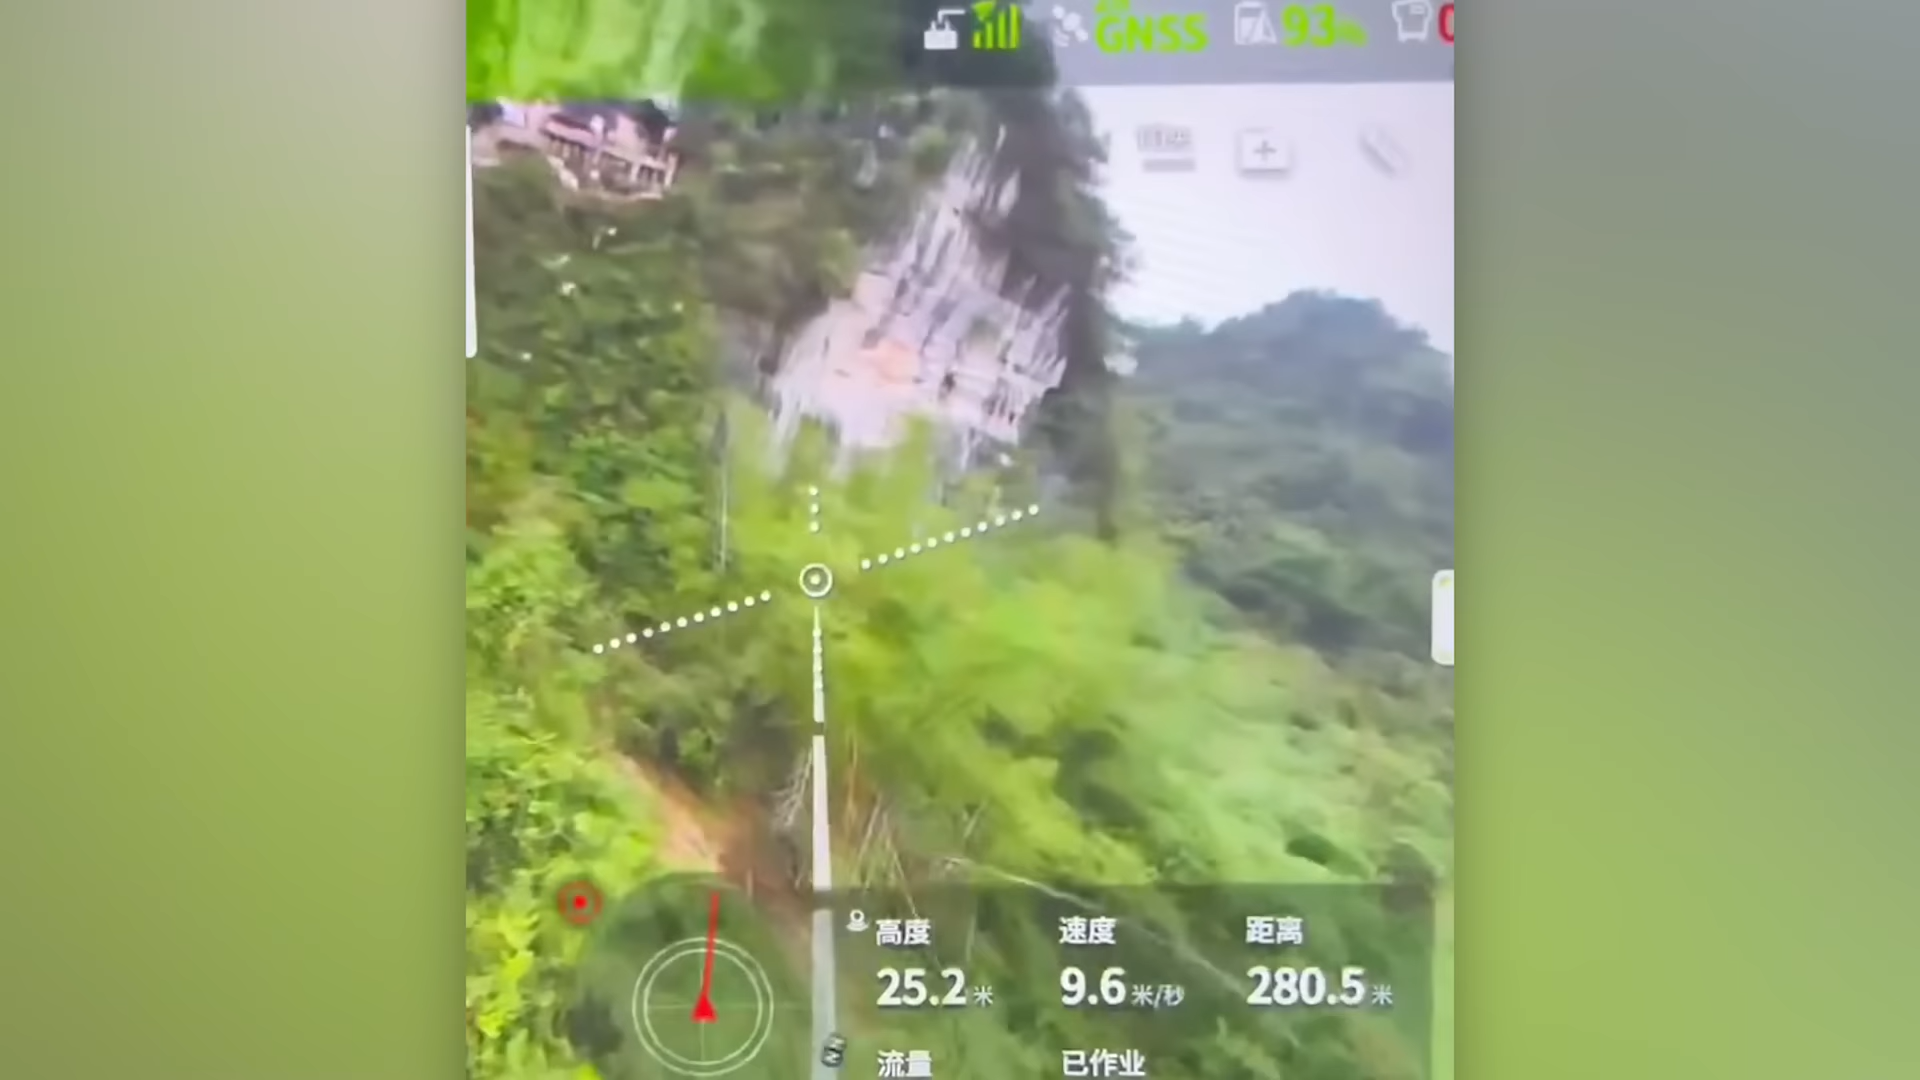 GNSS 93% 0
高度 速度 距离
25.2米 9.6米/秒 280.5米
流量 已作业